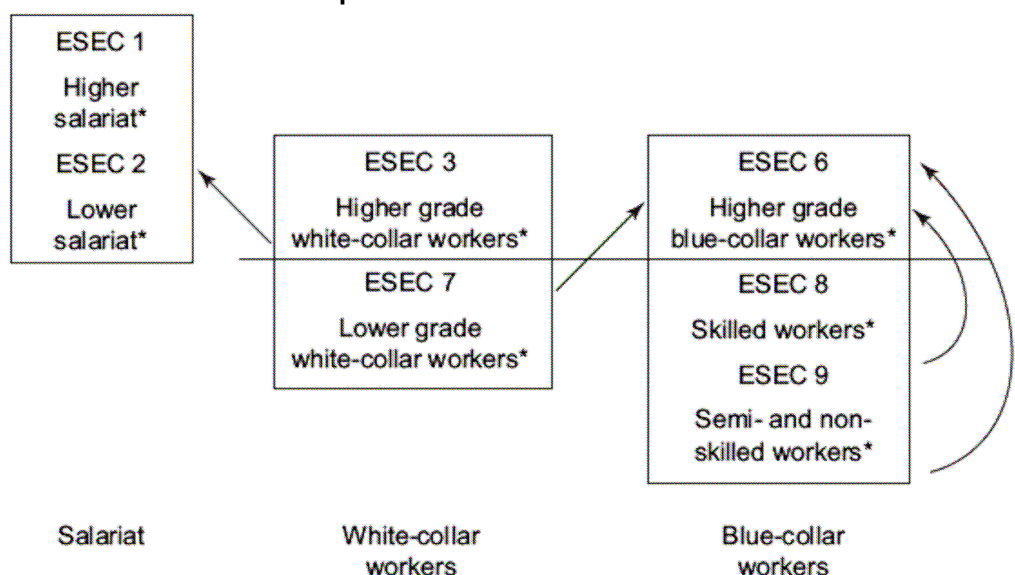 ESEC 1
Higher
salariat*
ESEC 2
Lower
salariat*
ESEC 3
Higher grade
white-collar workers*
ESEC 7
Lower grade
white-collar workers*
ESEC 6
Higher grade
blue-collar workers*
ESEC 8
Skilled workers*
ESEC 9
Semi- and non-
skilled workers*
Salariat
White-collar
workers
Blue-collar
workers